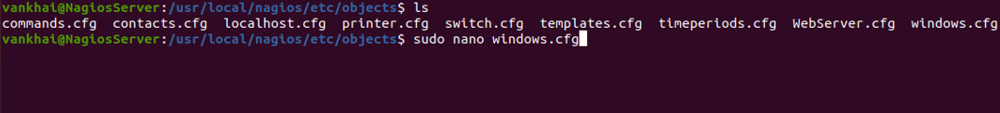 vankhai@NagiosServer:/usr/local/nagios/etc/objects$ ls
commands.cfg  contacts.cfg  localhost.cfg  printer.cfg  switch.cfg  templates.cfg  timeperiods.cfg  WebServer.cfg  windows.cfg
vankhai@NagiosServer:/usr/local/nagios/etc/objects$ sudo nano windows.cfg